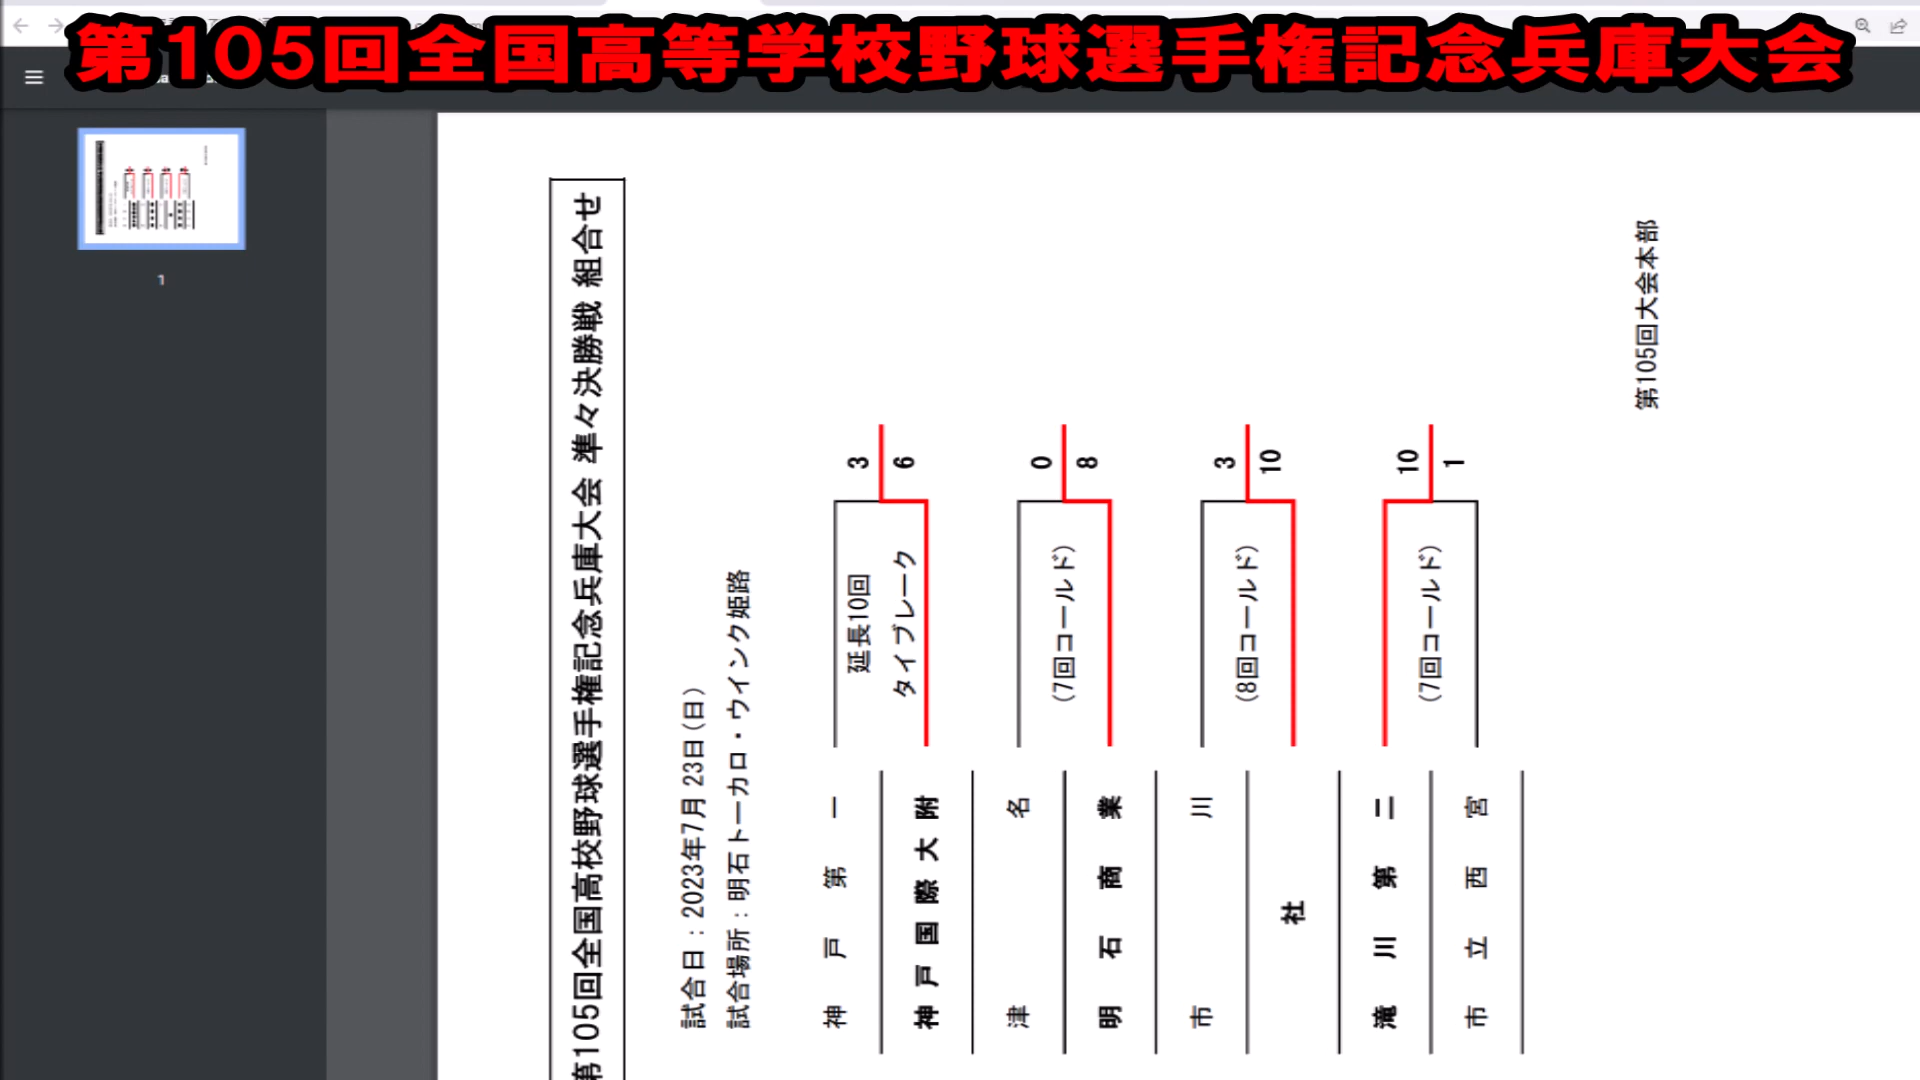 第105回全国高等学校野球選手権記念兵庫大会
1
第105回全国高校野球選手権記念兵庫大会 準々決勝戦 組合せ
試合日：2023年7月23日(日)
試合場所：明石トーカロ・ウインク姫路
神戸第一
延長10回
3
タイブレーク
6
神戸国際大附
津名
0
(7回コールド)
8
明石商業
市川
3
(8回コールド)
10
社
滝川第二
10
(7回コールド)
1
市立西宮
第105回大会本部